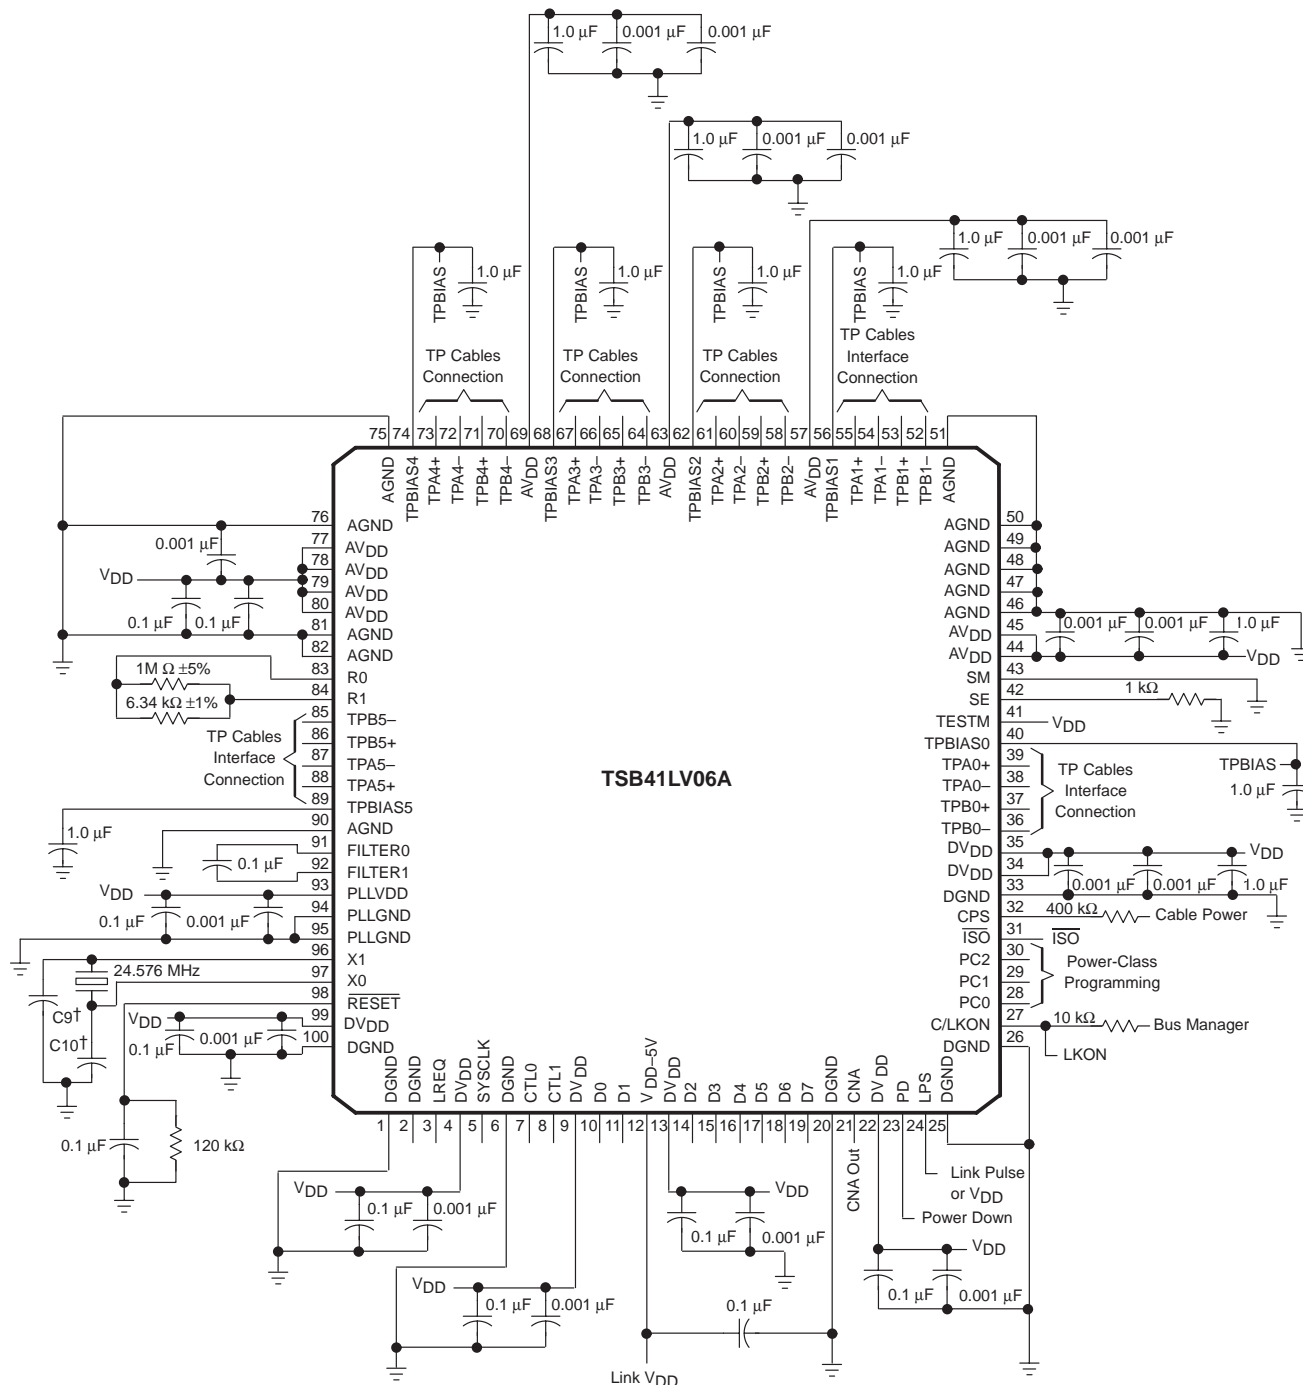 1.0 µF 0.001 µF 0.001 µF
1.0 µF 0.001 µF 0.001 µF
1.0 µF 0.001 µF 0.001 µF
TPBIAS 1.0 µF TPBIAS 1.0 µF TPBIAS 1.0 µF TPBIAS 1.0 µF
TP Cables Connection
TP Cables Connection
TP Cables Connection
TP Cables Interface Connection
75 74 73 72 71 70 69 68 67 66 65 64 63 62 61 60 59 58 57 56 55 54 53 52 51
AGND TPBIAS4 TPA4+ TPA4– TPB4+ TPB4– AVDD TPBIAS3 TPA3+ TPA3– TPB3+ TPB3– AVDD TPBIAS2 TPA2+ TPA2– TPB2+ TPB2– AVDD TPBIAS1 TPA1+ TPA1– TPB1+ TPB1– AGND
76 AGND
77 AVDD
78 AVDD
79 AVDD
80 AVDD
81 AGND
82 AGND
83 R0
84 R1
85 TPB5–
86 TPB5+
87 TPA5–
88 TPA5+
89 TPBIAS5
90 AGND
91 FILTER0
92 FILTER1
93 PLLVDD
94 PLLGND
95 PLLGND
96 X1
97 X0
98 RESET
99 DVDD
100 DGND
0.001 µF
VDD
0.1 µF 0.1 µF
1M Ω ±5%
6.34 kΩ ±1%
TP Cables
Interface
Connection
1.0 µF
0.1 µF
VDD
0.1 µF 0.001 µF
24.576 MHz
C9†
C10†
VDD
0.1 µF 0.001 µF
0.1 µF 120 kΩ
TSB41LV06A
AGND 50
AGND 49
AGND 48
AGND 47
AGND 46
AVDD 45
AVDD 44
SM 43
SE 42
TESTM 41
TPBIAS0 40
TPA0+ 39
TPA0– 38
TPB0+ 37
TPB0– 36
DVDD 35
DVDD 34
DGND 33
CPS 32
ISO 31
PC2 30
PC1 29
PC0 28
C/LKON 27
DGND 26
0.001 µF 0.001 µF 1.0 µF
VDD
1 kΩ
VDD
TPBIAS
1.0 µF
TP Cables
Interface
Connection
VDD
0.001 µF 0.001 µF 1.0 µF
400 kΩ Cable Power
ISO
Power-Class
Programming
10 kΩ Bus Manager
LKON
DGND DGND LREQ DVDD SYSCLK DGND CTL0 CTL1 DVDD D0 D1 VDD–5V DVDD D2 D3 D4 D5 D6 D7 DGND CNA DVDD PD LPS DGND
1 2 3 4 5 6 7 8 9 10 11 12 13 14 15 16 17 18 19 20 21 22 23 24 25
VDD
0.1 µF 0.001 µF
VDD
0.1 µF 0.001 µF
VDD
0.1 µF 0.001 µF
0.1 µF
Link VDD
CNA Out
Link Pulse
or VDD
Power Down
VDD
0.1 µF 0.001 µF